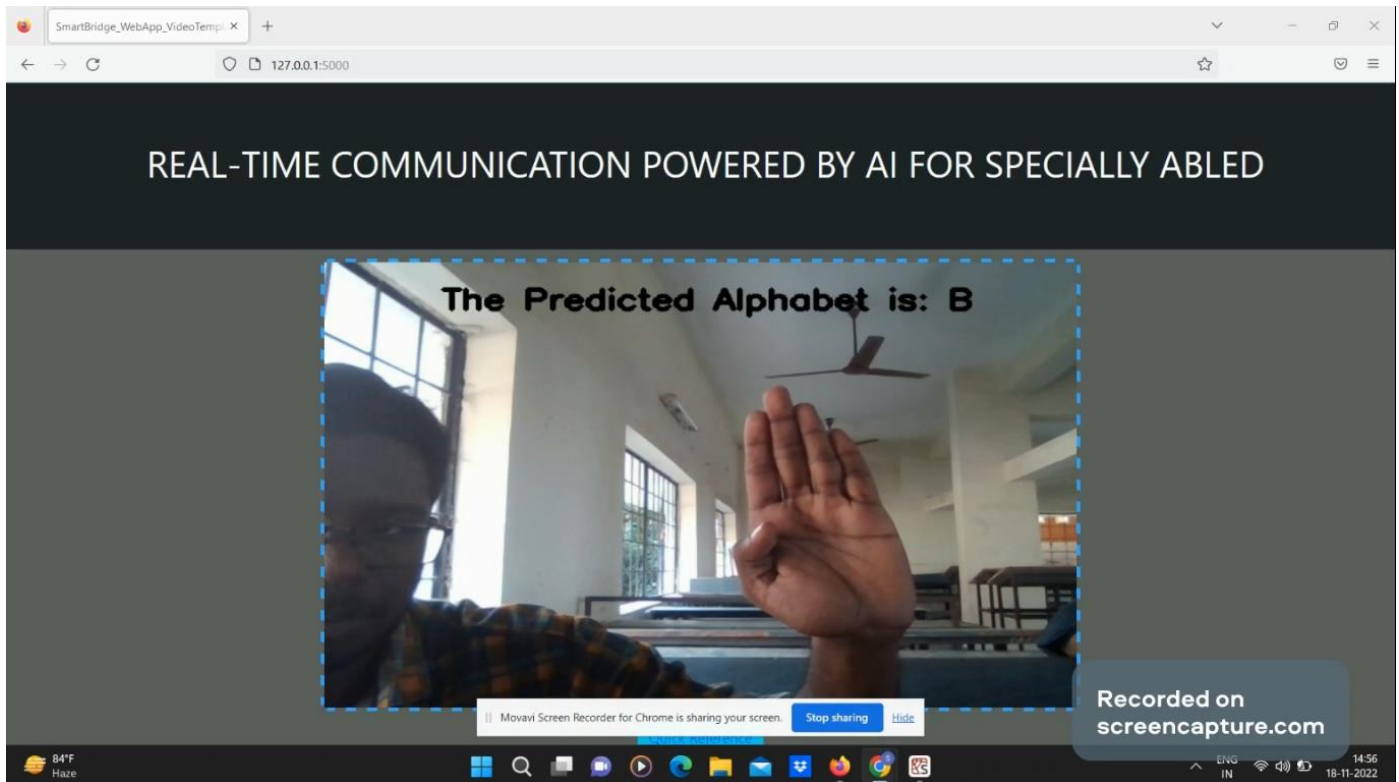 SmartBridge_WebApp_VideoTempl
127.0.0.1:5000
REAL-TIME COMMUNICATION POWERED BY AI FOR SPECIALLY ABLED
The Predicted Alphabet is: B
Movavi Screen Recorder for Chrome is sharing your screen.
Stop sharing
Hide
Quick Reference
Recorded on
screencapture.com
84°F
Haze
ENG
IN
14:56
18-11-2022